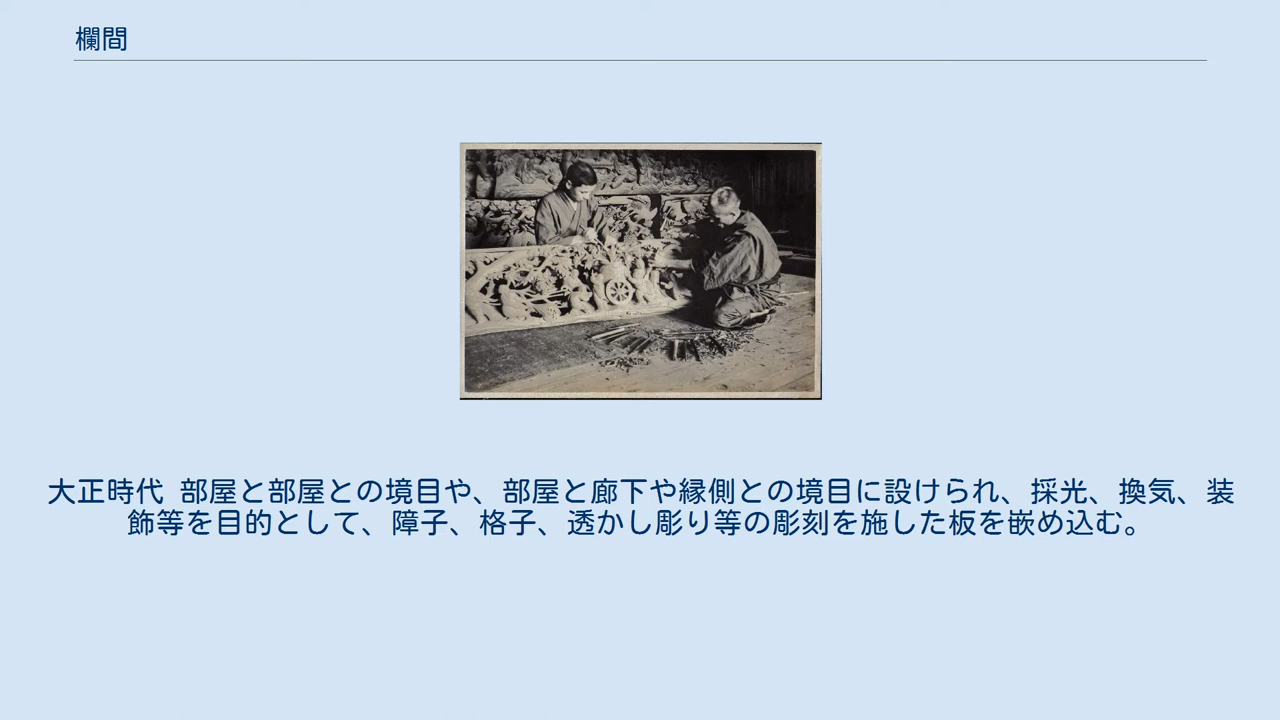 欄間
大正時代 部屋と部屋との境目や、部屋と廊下や縁側との境目に設けられ、採光、換気、装
飾等を目的として、障子、格子、透かし彫り等の彫刻を施した板を嵌め込む。